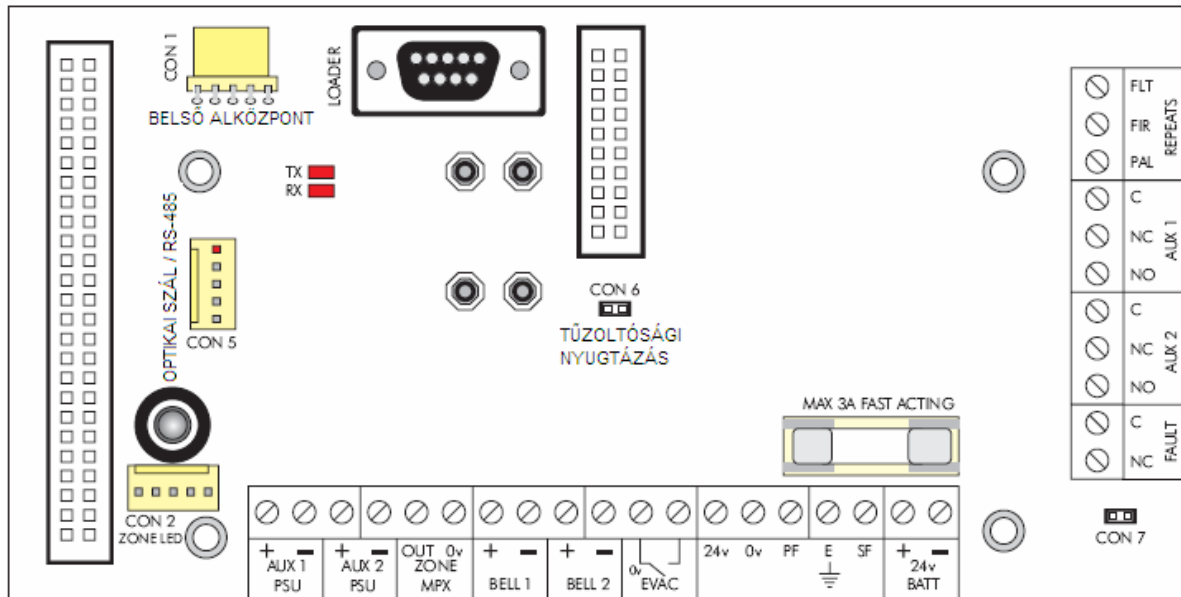 CON 1
BELSŐ ALKÖZPONT
LOADER
TX
RX
OPTIKAI SZÁL / RS-485
CON 5
CON 6
TŰZOLTÓSÁGI
NYUGTÁZÁS
MAX 3A FAST ACTING
FLT
FIR
PAL
REPEATS
C
NC
NO
AUX 1
C
NC
NO
AUX 2
C
NC
FAULT
CON 7
CON 2
ZONE LED
+ −
AUX 1
PSU
+ −
AUX 2
PSU
OUT 0v
ZONE
MPX
+ −
BELL 1
+ −
BELL 2
0v
EVAC
24v 0v PF E SF
+ −
24v
BATT